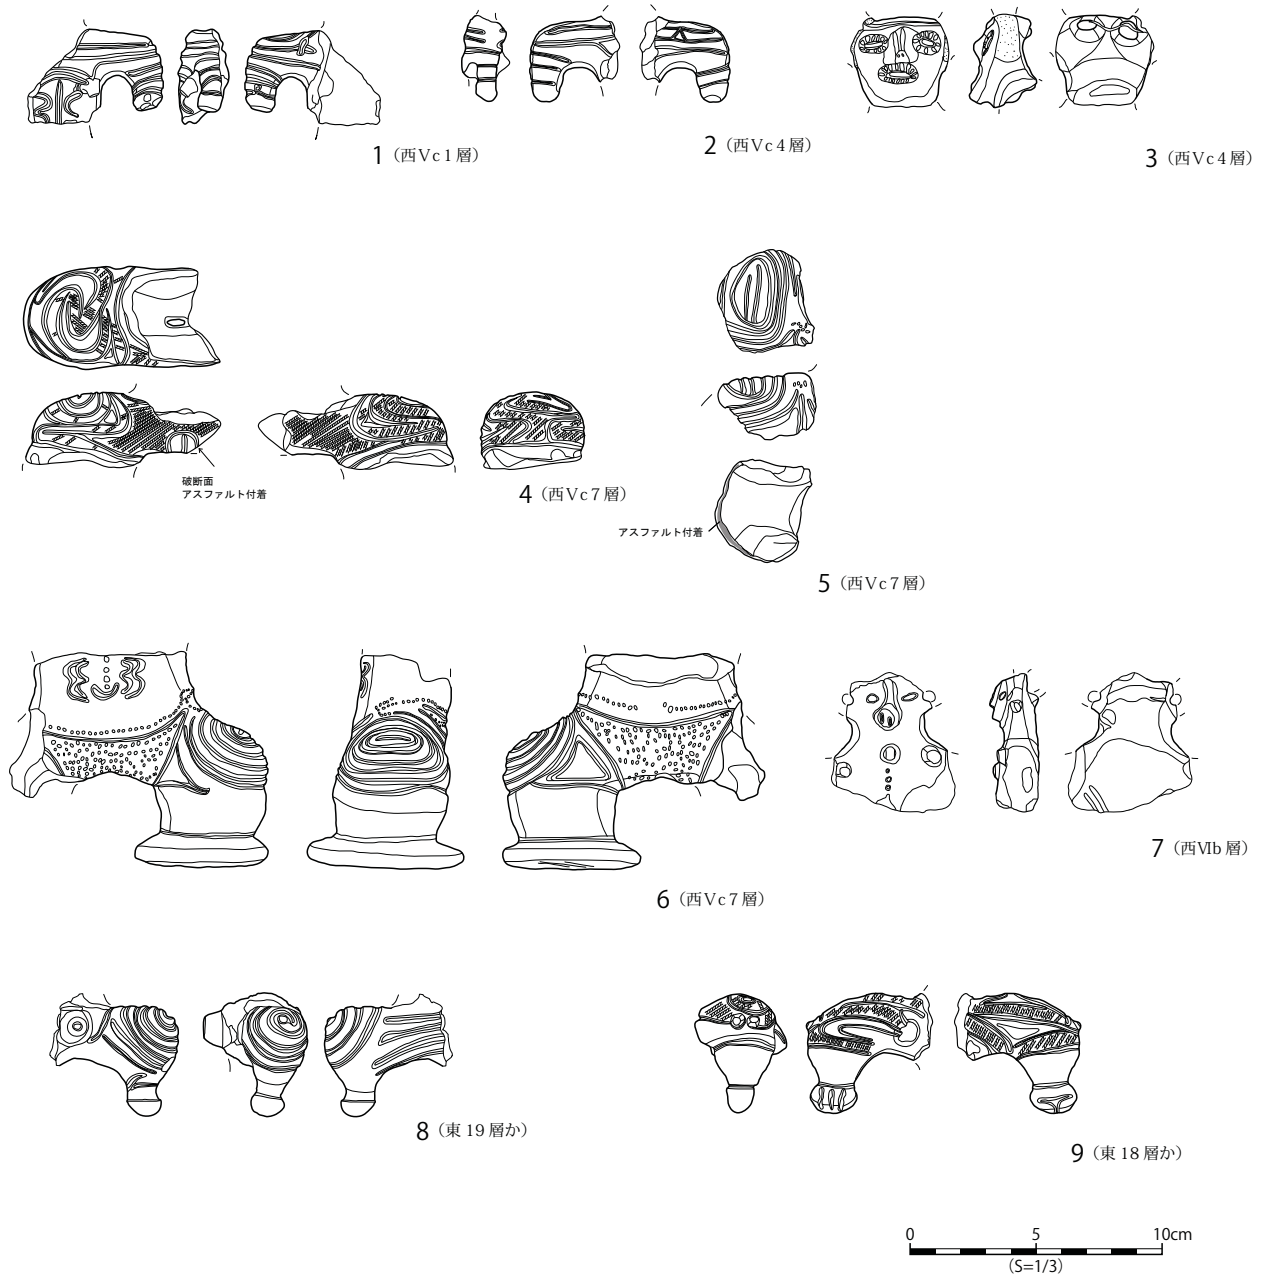 1（西Ⅴc１層）
2（西Ⅴc４層）
3（西Ⅴc４層）
破断面
アスファルト付着
4（西Ⅴc７層）
アスファルト付着
5（西Ⅴc７層）
6（西Ⅴc７層）
7（西Ⅵb 層）
8（東 19 層か）
9（東 18 層か）
0 5 10cm
（S=1/3）